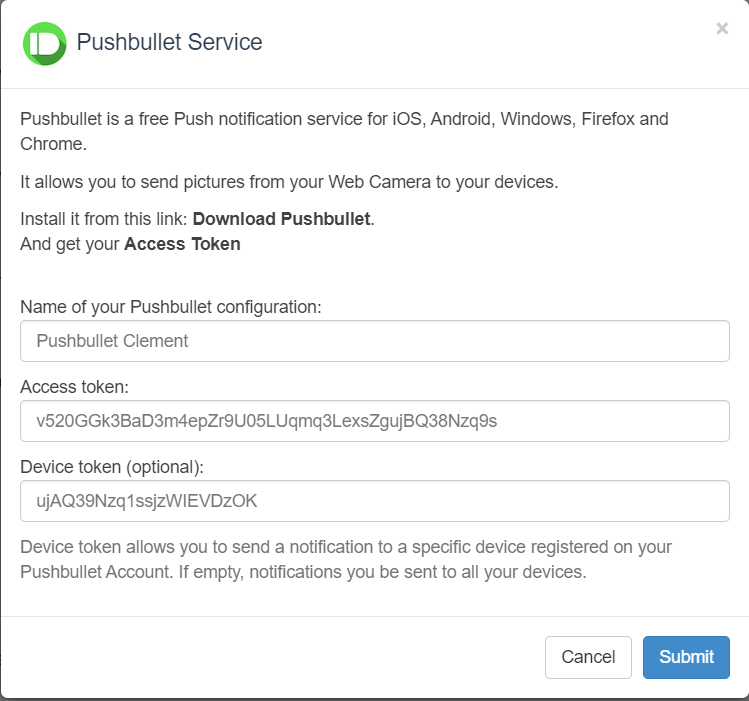 Pushbullet Service
×
Pushbullet is a free Push notification service for iOS, Android, Windows, Firefox and
Chrome.
It allows you to send pictures from your Web Camera to your devices.
Install it from this link: Download Pushbullet.
And get your Access Token
Name of your Pushbullet configuration:
Pushbullet Clement
Access token:
v520GGk3BaD3m4epZr9U05LUqmq3LexsZgujBQ38Nzq9s
Device token (optional):
ujAQ39Nzq1ssjzWIEVDzOK
Device token allows you to send a notification to a specific device registered on your
Pushbullet Account. If empty, notifications you be sent to all your devices.
Cancel
Submit